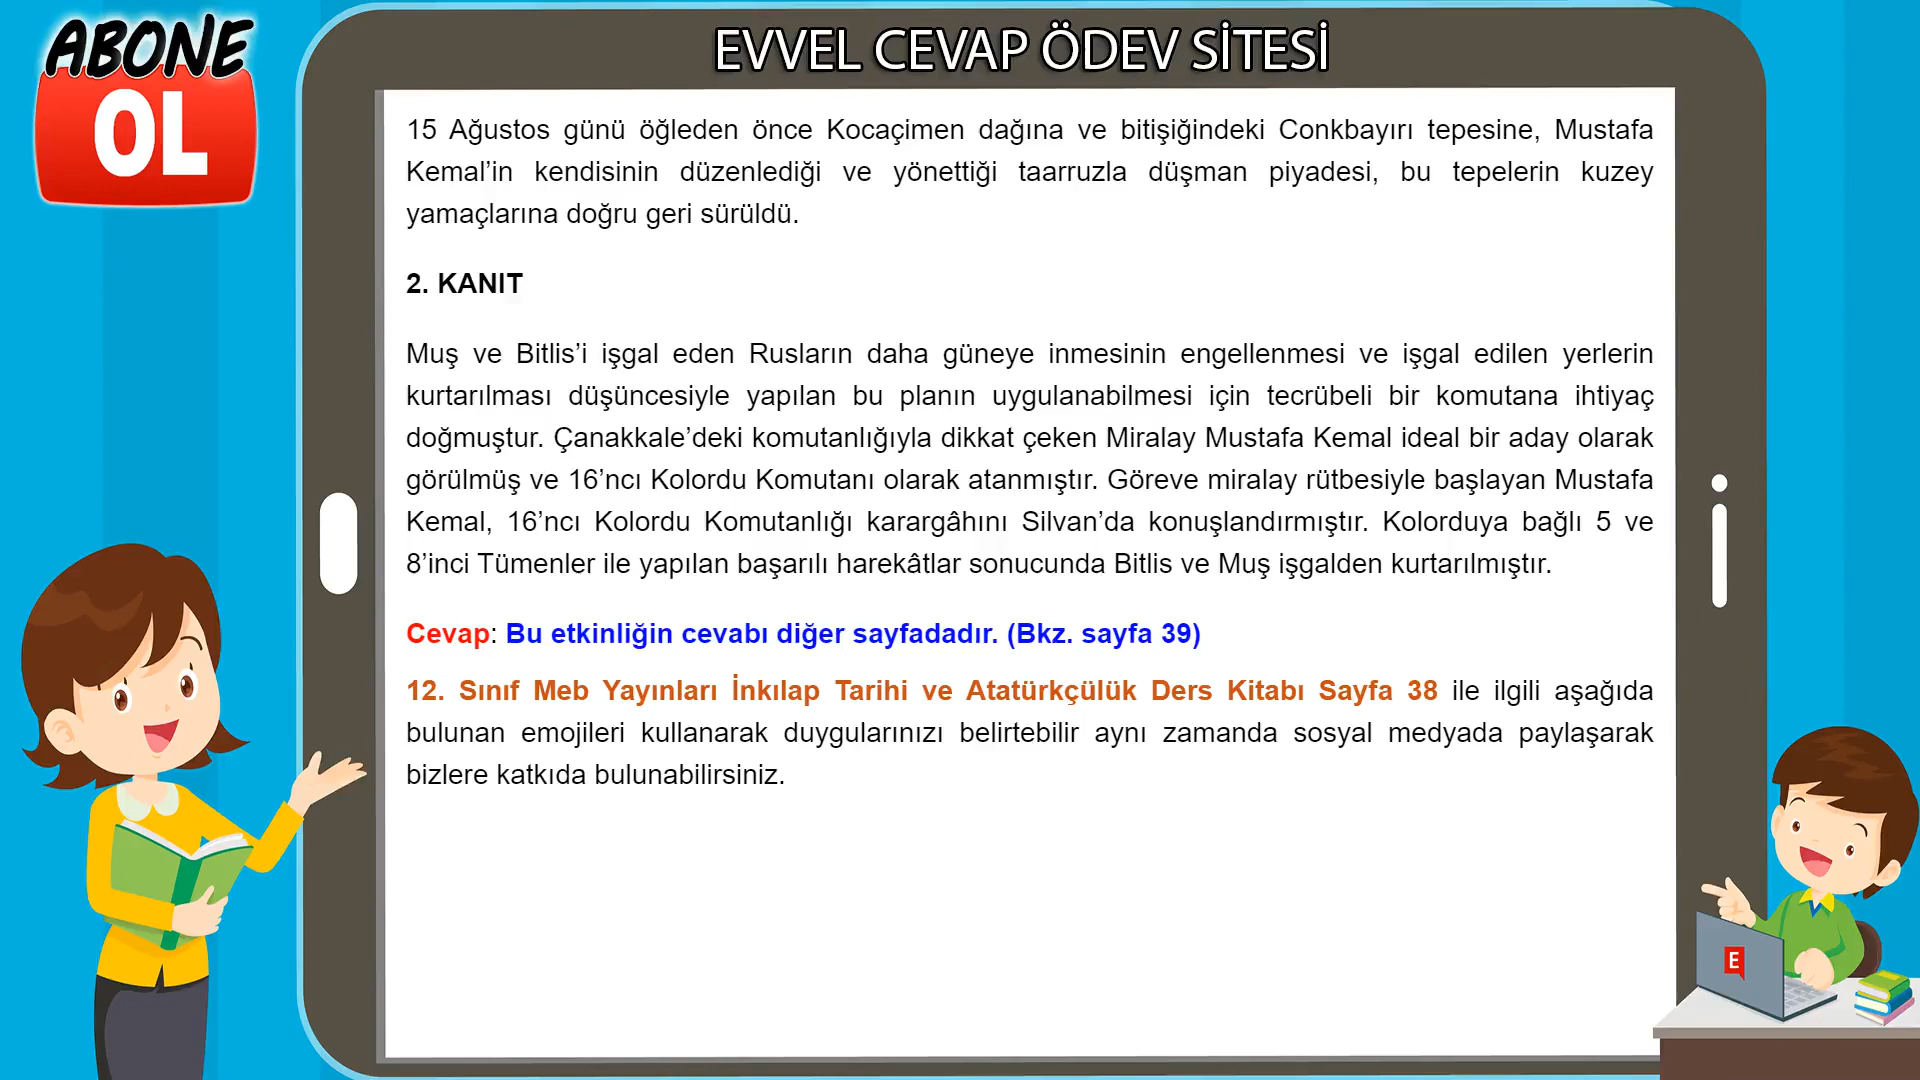 ABONE
OL
EVVEL CEVAP ÖDEV SİTESİ
15 Ağustos günü öğleden önce Kocaçimen dağına ve bitişiğindeki Conkbayırı tepesine, Mustafa
Kemal’in kendisinin düzenlediği ve yönettiği taarruzla düşman piyadesi, bu tepelerin kuzey
yamaçlarına doğru geri sürüldü.
2. KANIT
Muş ve Bitlis’i işgal eden Rusların daha güneye inmesinin engellenmesi ve işgal edilen yerlerin
kurtarılması düşüncesiyle yapılan bu planın uygulanabilmesi için tecrübeli bir komutana ihtiyaç
doğmuştur. Çanakkale’deki komutanlığıyla dikkat çeken Miralay Mustafa Kemal ideal bir aday olarak
görülmüş ve 16’ncı Kolordu Komutanı olarak atanmıştır. Göreve miralay rütbesiyle başlayan Mustafa
Kemal, 16’ncı Kolordu Komutanlığı karargâhını Silvan’da konuşlandırmıştır. Kolorduya bağlı 5 ve
8’inci Tümenler ile yapılan başarılı harekâtlar sonucunda Bitlis ve Muş işgalden kurtarılmıştır.
Cevap: Bu etkinliğin cevabı diğer sayfadadır. (Bkz. sayfa 39)
12. Sınıf Meb Yayınları İnkılap Tarihi ve Atatürkçülük Ders Kitabı Sayfa 38 ile ilgili aşağıda
bulunan emojileri kullanarak duygularınızı belirtebilir aynı zamanda sosyal medyada paylaşarak
bizlere katkıda bulunabilirsiniz.
E